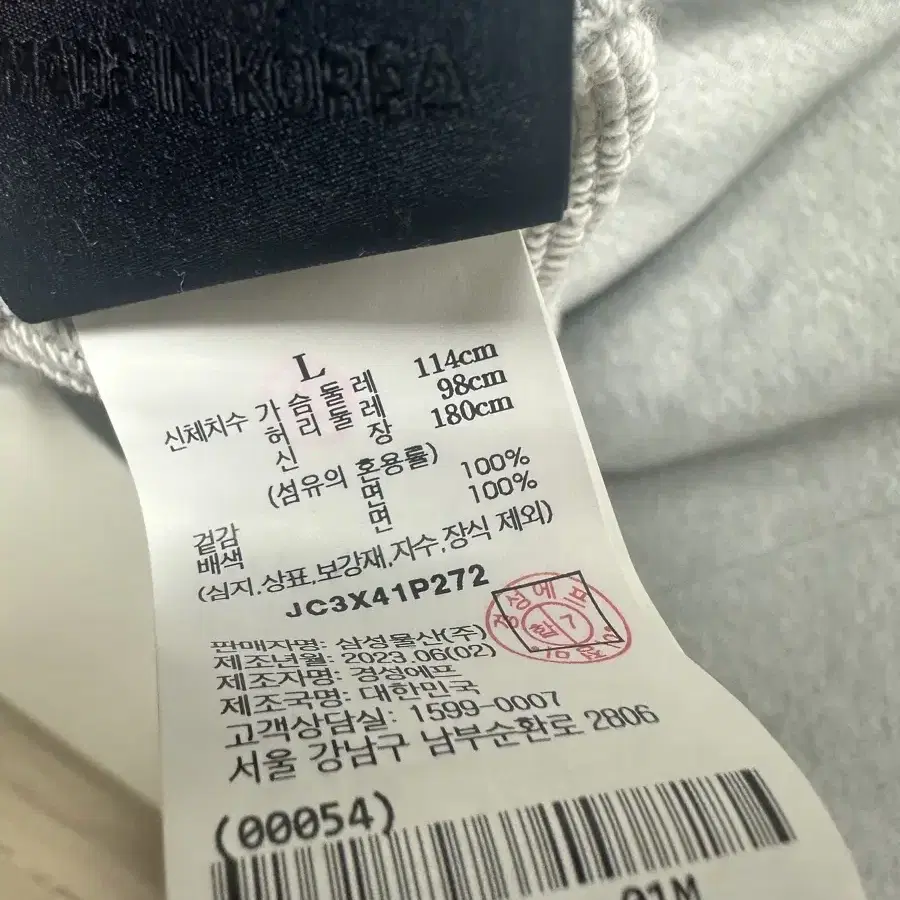 MADE IN KOREA
L
신체치수 가슴둘레 114cm
허리둘레 98cm
신장 180cm
(섬유의 혼용률)
겉감 면 100%
배색 면 100%
(심지,상표,보강재,자수,장식 제외)
JC3X41P272
판매자명: 삼성물산(주)
제조년월: 2023.06(02)
제조자명: 경성에프
제조국명: 대한민국
고객상담실: 1599-0007
서울 강남구 남부순환로 2806
(00054)
01M